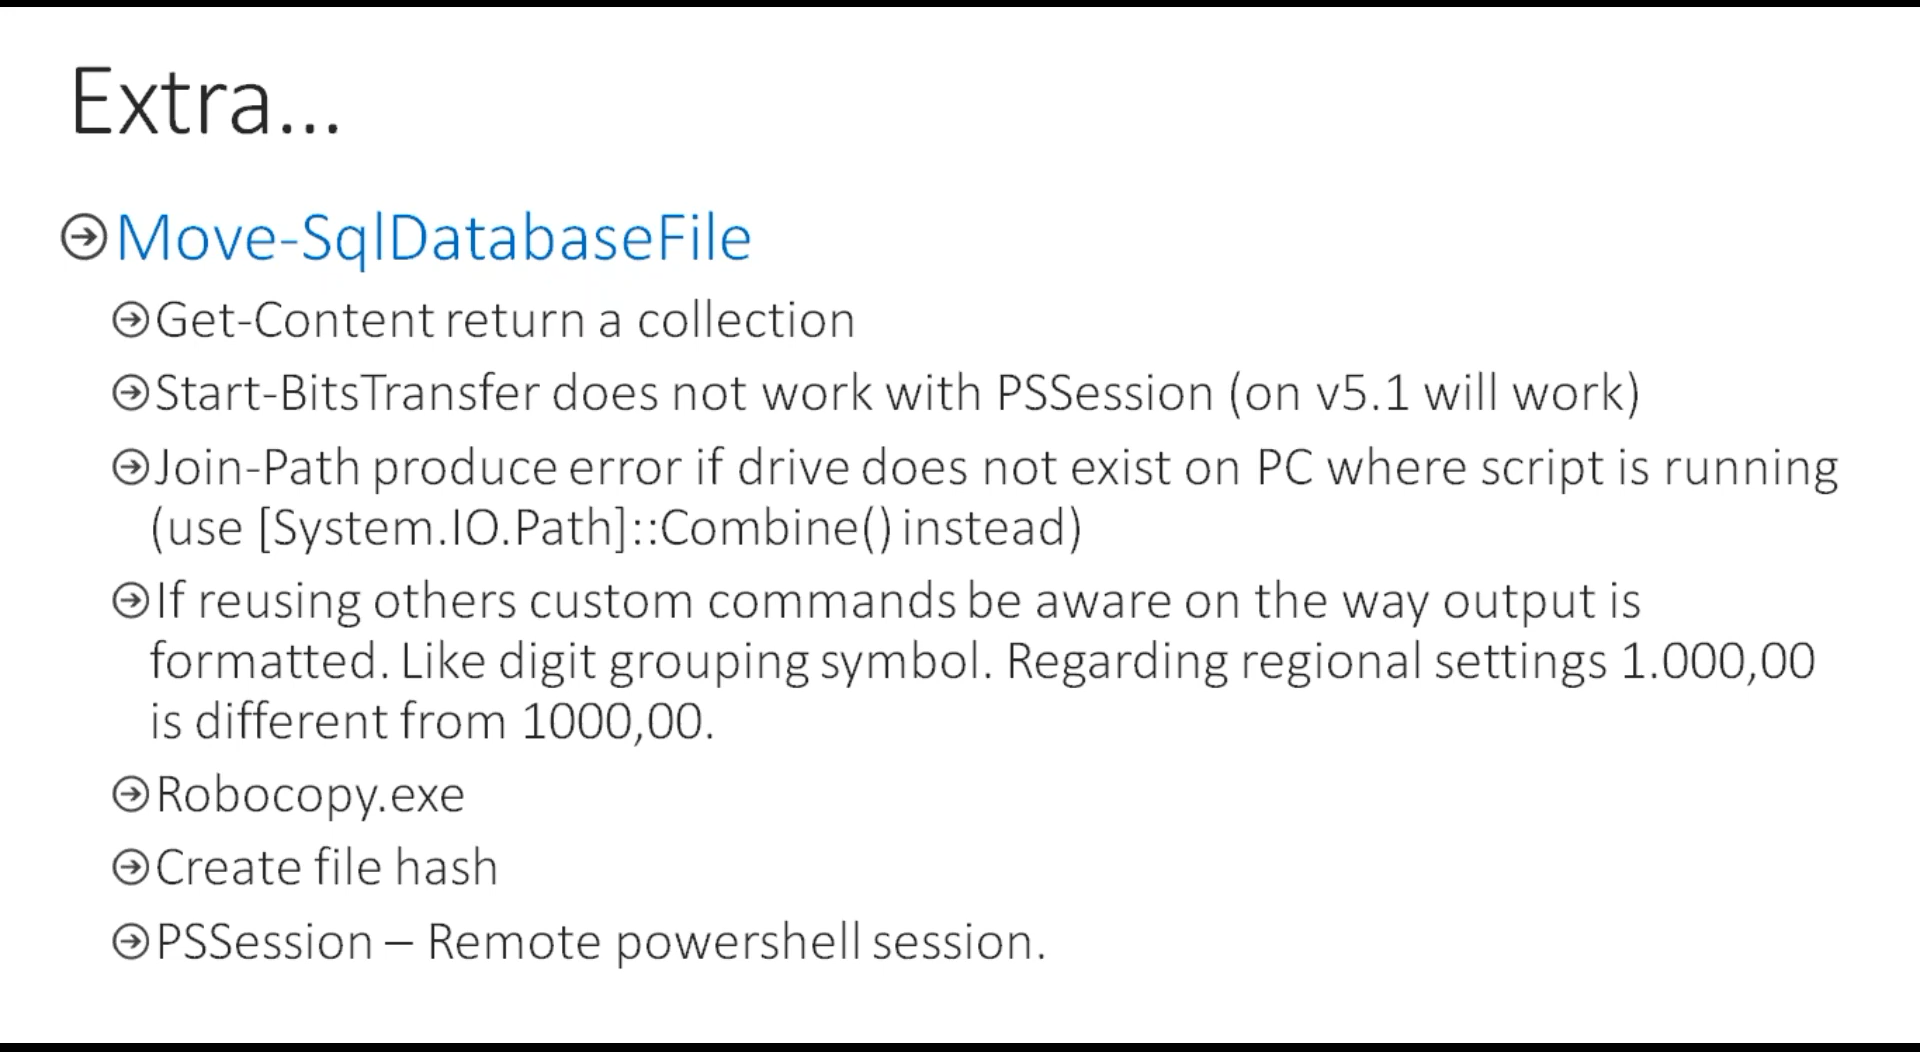 Extra...
Move-SqlDatabaseFile
Get-Content return a collection
Start-BitsTransfer does not work with PSSession (on v5.1 will work)
Join-Path produce error if drive does not exist on PC where script is running
(use [System.IO.Path]::Combine() instead)
If reusing others custom commands be aware on the way output is
formatted. Like digit grouping symbol. Regarding regional settings 1.000,00
is different from 1000,00.
Robocopy.exe
Create file hash
PSSession – Remote powershell session.